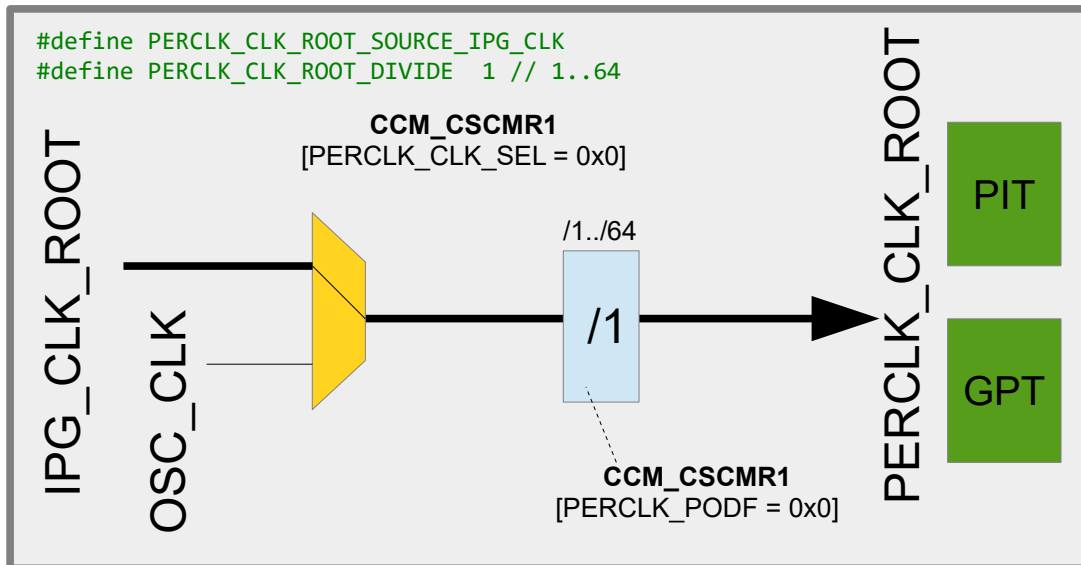 #define PERCLK_CLK_ROOT_SOURCE_IPG_CLK
#define PERCLK_CLK_ROOT_DIVIDE 1 // 1..64
CCM_CSCMR1
[PERCLK_CLK_SEL = 0x0]
IPG_CLK_ROOT
OSC_CLK
/1../64
/1
CCM_CSCMR1
[PERCLK_PODF = 0x0]
PERCLK_CLK_ROOT
PIT
GPT